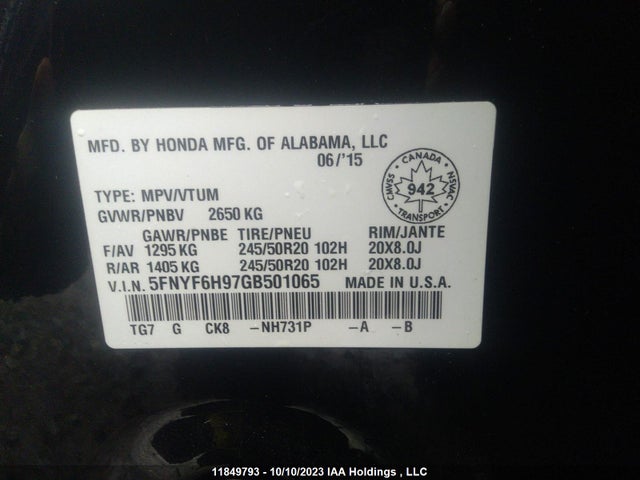 MFD. BY HONDA MFG. OF ALABAMA, LLC
06/'15
CANADA
CMVSS 942 NSVAC
TRANSPORT
TYPE: MPV/VTUM
GVWR/PNBV 2650 KG
GAWR/PNBE TIRE/PNEU RIM/JANTE
F/AV 1295 KG 245/50R20 102H 20X8.0J
R/AR 1405 KG 245/50R20 102H 20X8.0J
V.I.N. 5FNYF6H97GB501065 MADE IN U.S.A.
TG7 G CK8 -NH731P -A -B
11849793 - 10/10/2023 IAA Holdings , LLC